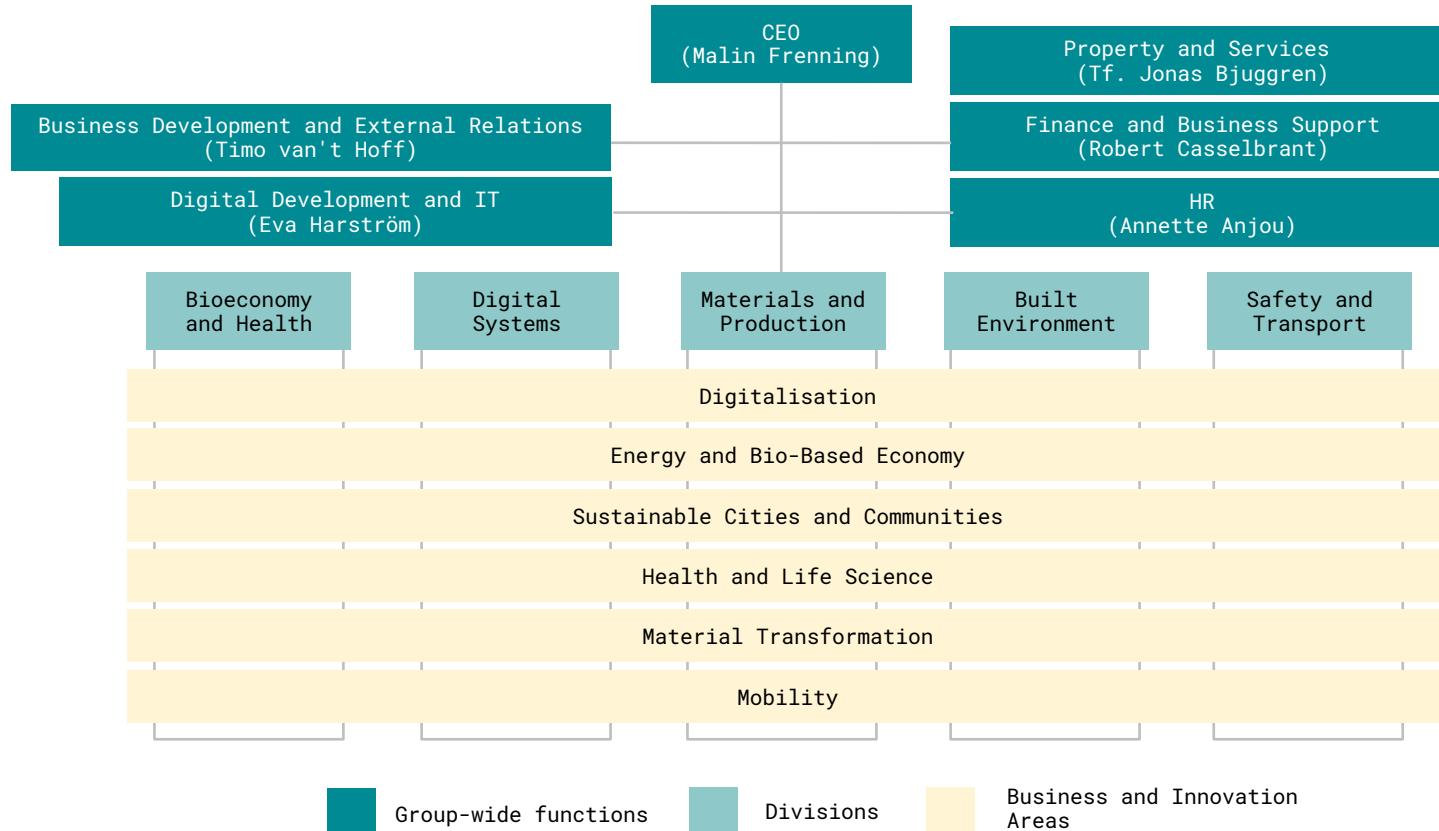 CEO
(Malin Frenning)
Property and Services
(Tf. Jonas Bjuggren)
Business Development and External Relations
(Timo van't Hoff)
Finance and Business Support
(Robert Casselbrant)
Digital Development and IT
(Eva Harström)
HR
(Annette Anjou)
Bioeconomy
and Health
Digital
Systems
Materials and
Production
Built
Environment
Safety and
Transport
Digitalisation
Energy and Bio-Based Economy
Sustainable Cities and Communities
Health and Life Science
Material Transformation
Mobility
Group-wide functions
Divisions
Business and Innovation
Areas